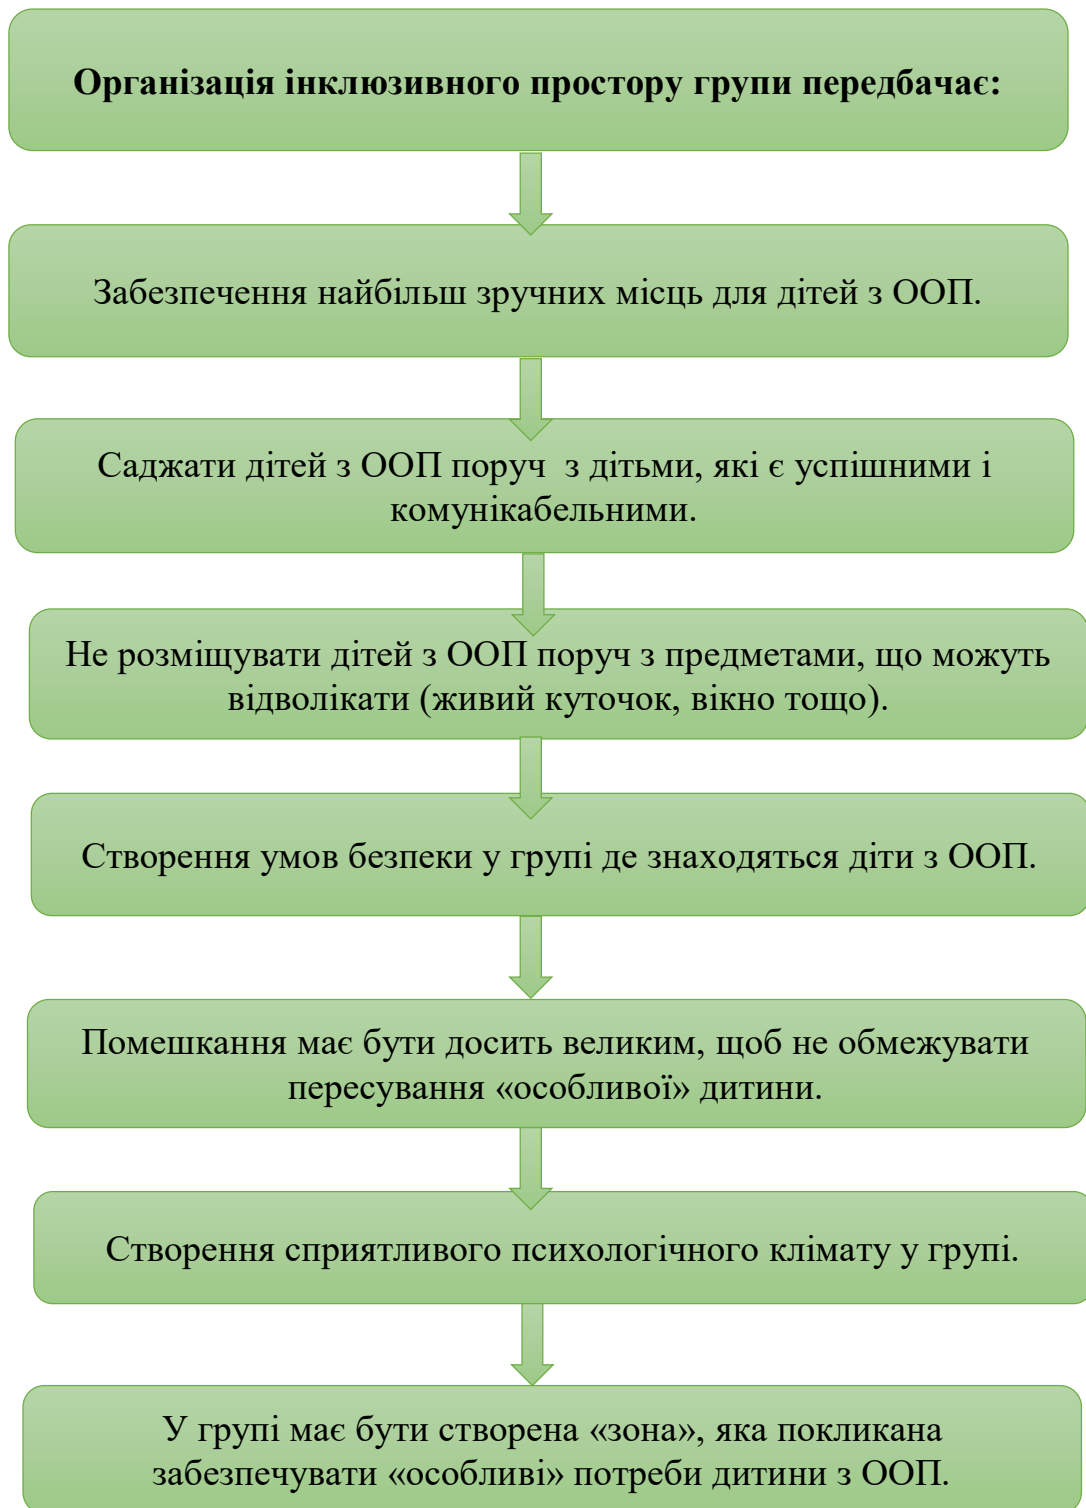 Організація інклюзивного простору групи передбачає:
Забезпечення найбільш зручних місць для дітей з ООП.
Саджати дітей з ООП поруч  з дітьми, які є успішними і
комунікабельними.
Не розміщувати дітей з ООП поруч з предметами, що можуть
відволікати (живий куточок, вікно тощо).
Створення умов безпеки у групі де знаходяться діти з ООП.
Помешкання має бути досить великим, щоб не обмежувати
пересування «особливої» дитини.
Створення сприятливого психологічного клімату у групі.
У групі має бути створена «зона», яка покликана
забезпечувати «особливі» потреби дитини з ООП.